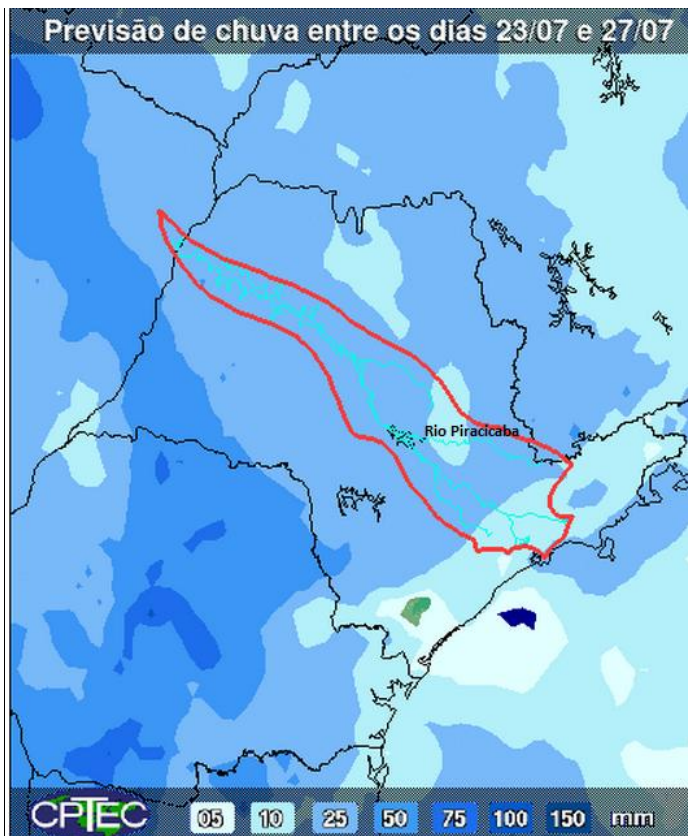 Previsão de chuva entre os dias 23/07 e 27/07
Rio Piracicaba
CPTEC 05 10 25 50 75 100 150 mm